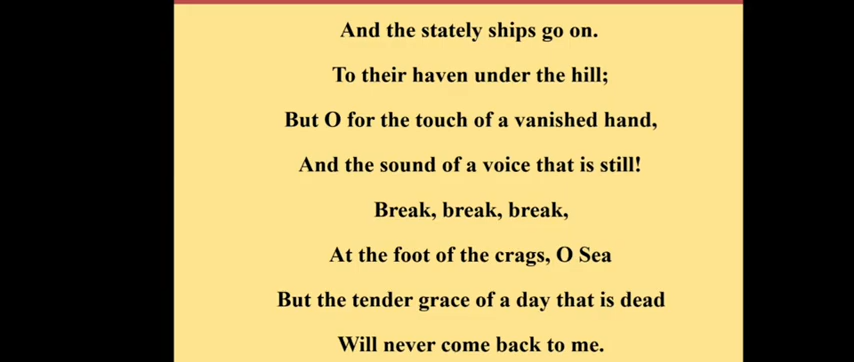 And the stately ships go on.
To their haven under the hill;
But O for the touch of a vanished hand,
And the sound of a voice that is still!
Break, break, break,
At the foot of the crags, O Sea
But the tender grace of a day that is dead
Will never come back to me.